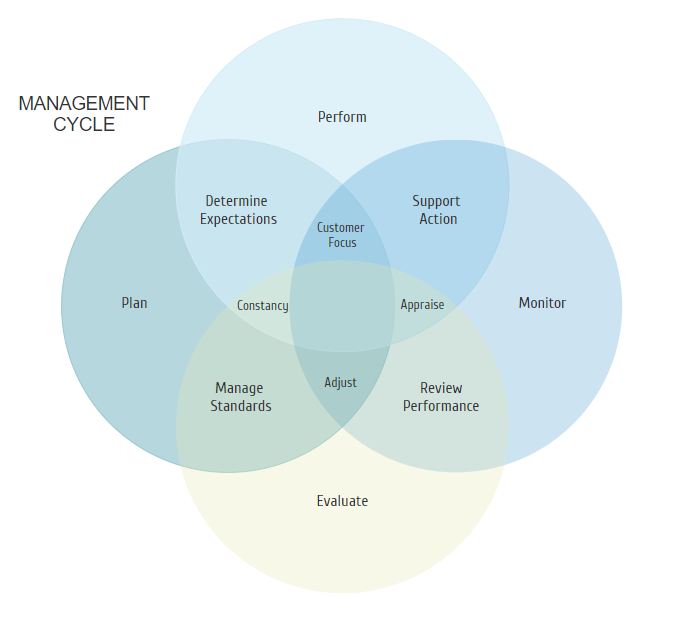 MANAGEMENT
CYCLE
Perform
Determine
Expectations
Support
Action
Customer
Focus
Plan
Constancy
Appraise
Monitor
Manage
Standards
Adjust
Review
Performance
Evaluate